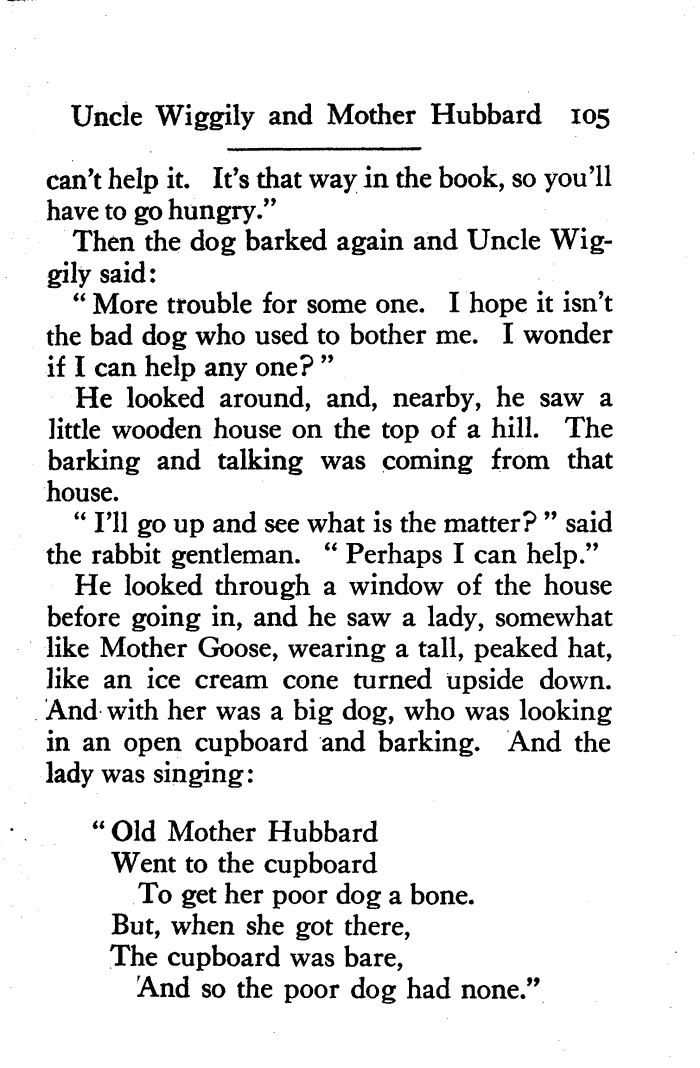 Uncle Wiggily and Mother Hubbard 105
can't help it. It's that way in the book, so you'll
have to go hungry."
Then the dog barked again and Uncle Wig-
gily said:
" More trouble for some one. I hope it isn't
the bad dog who used to bother me. I wonder
if I can help any one? "
He looked around, and, nearby, he saw a
little wooden house on the top of a hill. The
barking and talking was coming from that
house.
" I'll go up and see what is the matter? " said
the rabbit gentleman. " Perhaps I can help."
He looked through a window of the house
before going in, and he saw a lady, somewhat
like Mother Goose, wearing a tall, peaked hat,
like an ice cream cone turned upside down.
And with her was a big dog, who was looking
in an open cupboard and barking. And the
lady was singing:
" Old Mother Hubbard
Went to the cupboard
To get her poor dog a bone.
But, when she got there,
The cupboard was bare,
And so the poor dog had none."